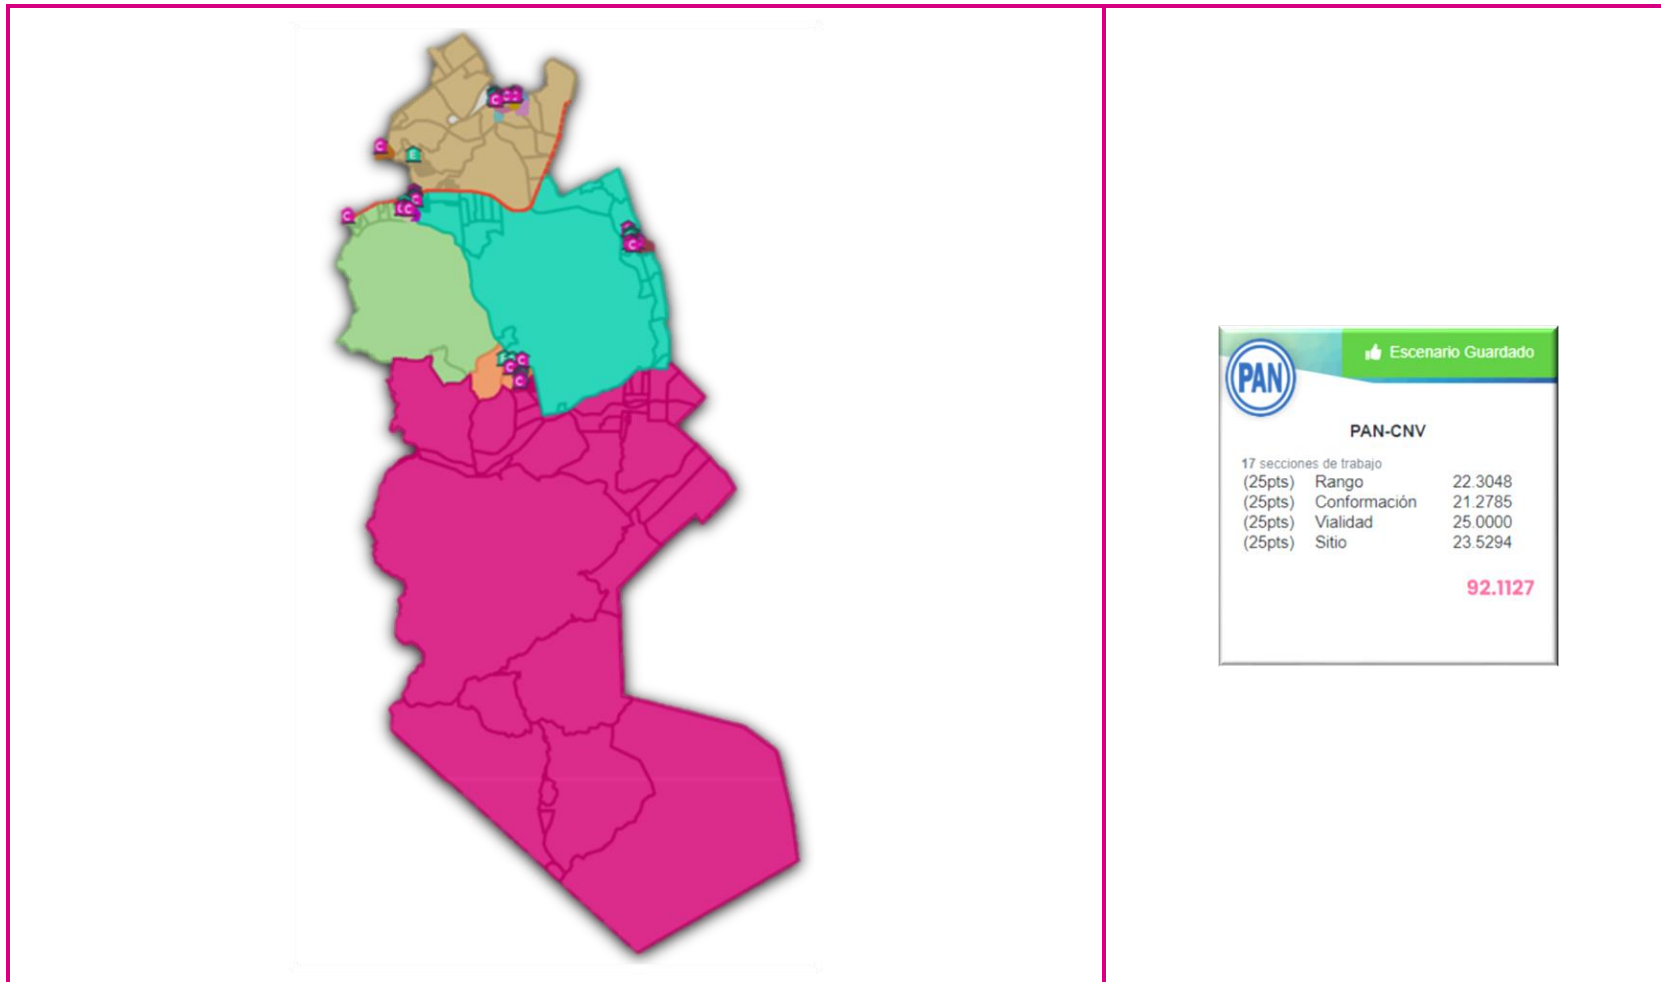 Escenario Guardado
PAN
PAN-CNV
17 secciones de trabajo
(25pts) Rango 22.3048
(25pts) Conformación 21.2785
(25pts) Vialidad 25.0000
(25pts) Sitio 23.5294
92.1127